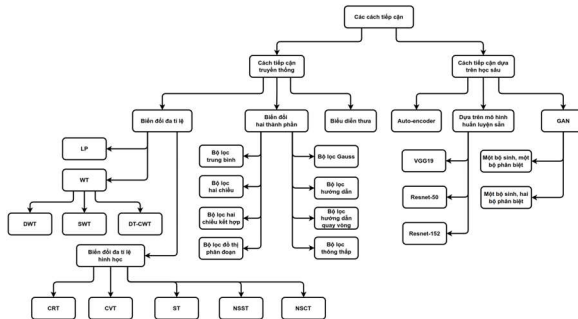 Các cách tiếp cận
Cách tiếp cận
truyền thống
Cách tiếp cận dựa
trên học sâu
Biến đổi đa tỉ lệ
Biến đổi
hai thành phần
Biểu diễn thưa
Auto-encoder
Dựa trên mô hình
huấn luyện sẵn
GAN
LP
WT
DWT
SWT
DT-CWT
Biến đổi đa tỉ lệ
hình học
CRT
CVT
ST
NSST
NSCT
Bộ lọc
trung bình
Bộ lọc
hai chiều
Bộ lọc hai
chiều kết hợp
Bộ lọc đồ thị
phân đoạn
Bộ lọc Gauss
Bộ lọc
hướng dẫn
Bộ lọc
hướng dẫn
quay vòng
Bộ lọc
thông thấp
VGG19
Resnet-50
Resnet-152
Một bộ sinh, một
bộ phân biệt
Một bộ sinh, hai
bộ phân biệt